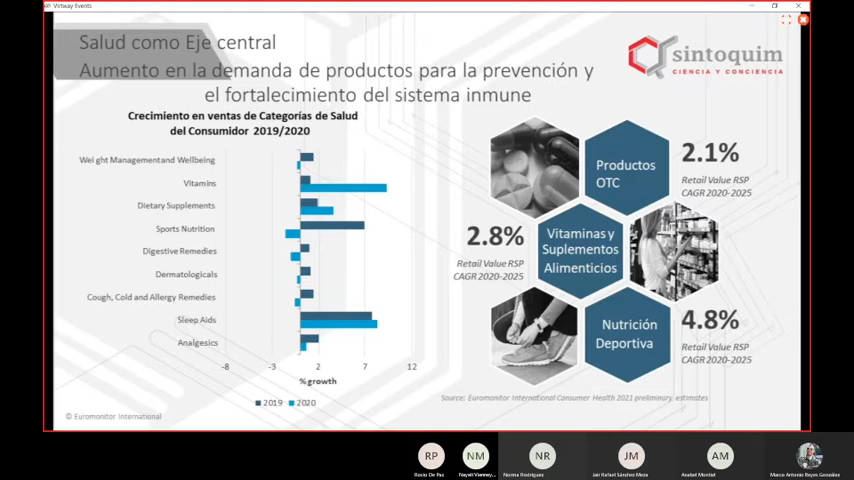 Virtway Events
Salud como Eje central
Aumento en la demanda de productos para la prevención y
el fortalecimiento del sistema inmune
sintoquim
CIENCIA Y CONCIENCIA
Crecimiento en ventas de Categorías de Salud
del Consumidor 2019/2020
Wei ght Management and Wellbeing
Vitamins
Dietary Supplements
Sports Nutrition
Digestive Remedies
Dermatologicals
Cough, Cold and Allergy Remedies
Sleep Aids
Analgesics
-8 -3 2 7 12
% growth
2019 2020
Productos
OTC
2.1%
Retail Value RSP
CAGR 2020-2025
2.8%
Retail Value RSP
CAGR 2020-2025
Vitaminas y
Suplementos
Alimenticios
Nutrición
Deportiva
4.8%
Retail Value RSP
CAGR 2020-2025
Source: Euromonitor International Consumer Health 2021 preliminary estimates
© Euromonitor International
RP NM NR JM AM
Rocio De Paz
Nayeli Vianney...
Norma Rodriguez
Jair Rafael Sánchez Meza
Anabel Montiel
Marco Antonio Reyes González